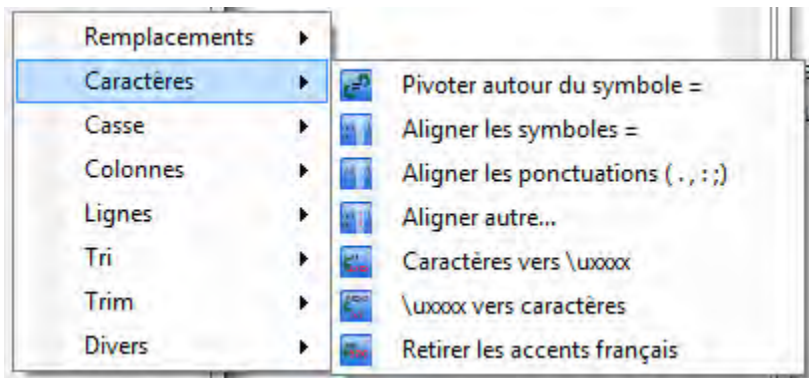 Remplacements
Caractères
Casse
Colonnes
Lignes
Tri
Trim
Divers
Pivoter autour du symbole =
Aligner les symboles =
Aligner les ponctuations ( . , : ;)
Aligner autre...
Caractères vers \uxxxx
\uxxxx vers caractères
Retirer les accents français